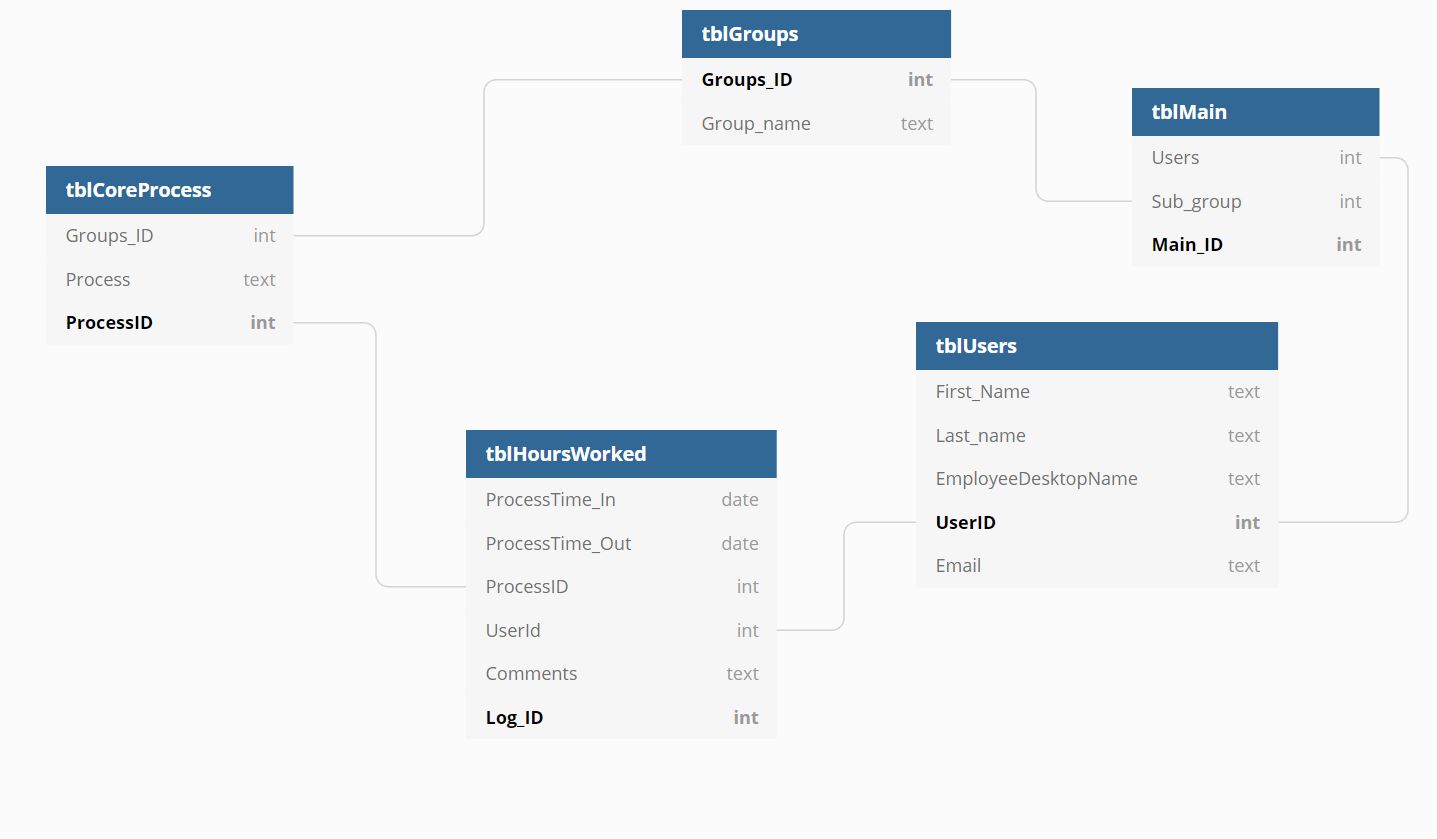 tblGroups
Groups_ID int
Group_name text
tblMain
Users int
Sub_group int
Main_ID int
tblCoreProcess
Groups_ID int
Process text
ProcessID int
tblUsers
First_Name text
Last_name text
EmployeeDesktopName text
UserID int
Email text
tblHoursWorked
ProcessTime_In date
ProcessTime_Out date
ProcessID int
UserId int
Comments text
Log_ID int